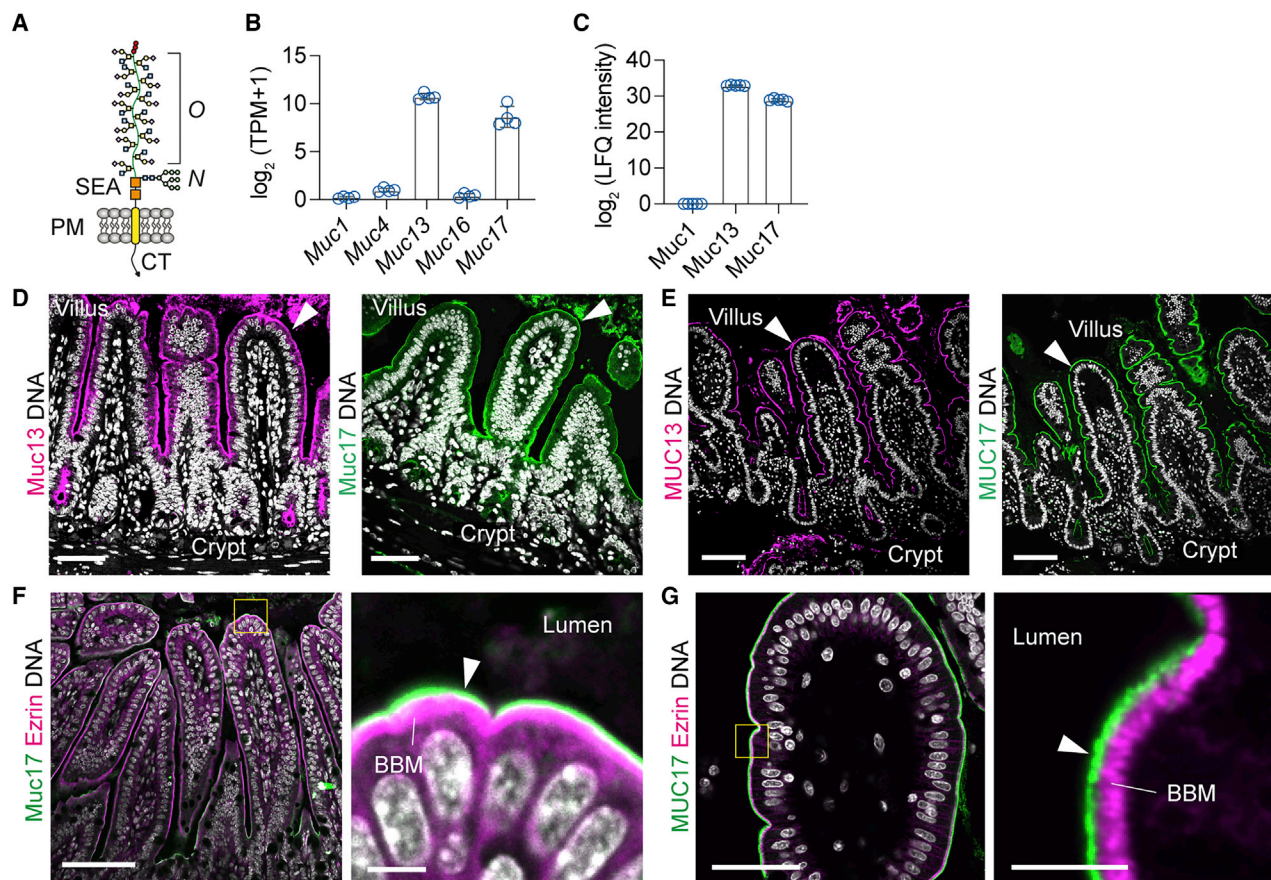 A
O
N
SEA
PM
CT
B
log2 (TPM+1)
15
10
5
0
Muc1
Muc4
Muc13
Muc16
Muc17
C
log2 (LFQ intensity)
40
30
20
10
0
Muc1
Muc13
Muc17
D
Muc13 DNA
Villus
Crypt
Muc17 DNA
Villus
Crypt
E
MUC13 DNA
Villus
Crypt
MUC17 DNA
Villus
Crypt
F
Muc17 Ezrin DNA
Lumen
BBM
G
MUC17 Ezrin DNA
Lumen
BBM